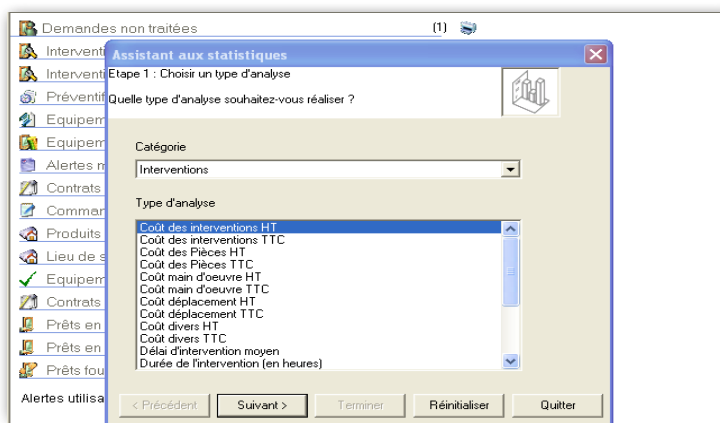 Demandes non traitées (1)
Interventi
Interventi
Préventif
Equipem
Equipem
Alertes m
Contrats
Commar
Produits
Lieu de s
Equipem
Contrats
Prêts en
Prêts en
Prêts fou
Alertes utilisa
Assistant aux statistiques
Etape 1 : Choisir un type d'analyse
Quelle type d'analyse souhaitez-vous réaliser ?
Catégorie
Interventions
Type d'analyse
Coût des interventions HT
Coût des interventions TTC
Coût des Pièces HT
Coût des Pièces TTC
Coût main d'oeuvre HT
Coût main d'oeuvre TTC
Coût déplacement HT
Coût déplacement TTC
Coût divers HT
Coût divers TTC
Délai d'intervention moyen
Durée de l'intervention (en heures)
< Précédent Suivant > Terminer Réinitialiser Quitter